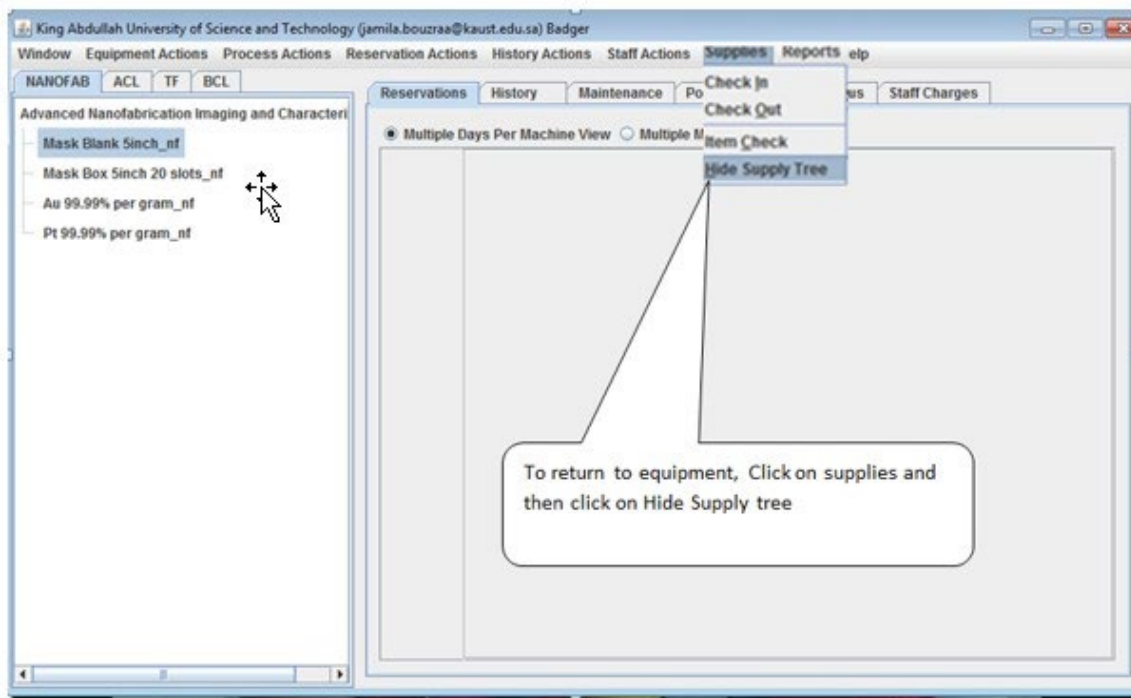 King Abdullah University of Science and Technology (jamila.bouzraa@kaust.edu.sa) Badger
Window Equipment Actions Process Actions Reservation Actions History Actions Staff Actions Supplies Reports elp
NANOFAB ACL TF BCL
Reservations History Maintenance Po us Staff Charges
Check In
Check Out
Item Check
Hide Supply Tree
Advanced Nanofabrication Imaging and Characteri
Mask Blank 5inch_nf
Mask Box 5inch 20 slots_nf
Au 99.99% per gram_nf
Pt 99.99% per gram_nf
Multiple Days Per Machine View Multiple M
To return to equipment, Click on supplies and
then click on Hide Supply tree